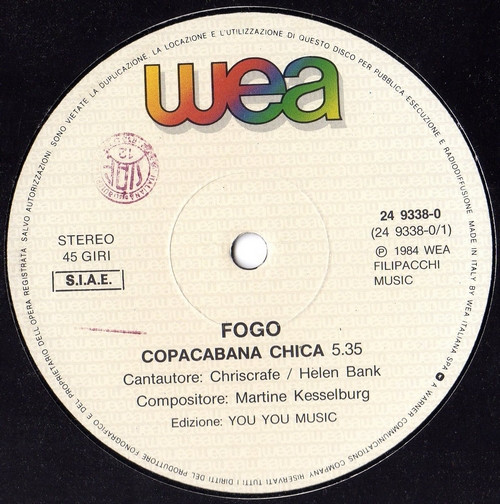 wea
SONO VIETATE LA DUPLICAZIONE, LA LOCAZIONE E L'UTILIZZAZIONE DI QUESTO DISCO PER PUBBLICA ESECUZIONE E RADIODIFFUSIONE
SALVO AUTORIZZAZIONI.
24 9338-0
(24 9338-0/1)
STEREO
45 GIRI
S.I.A.E.
℗ 1984 WEA
FILIPACCHI
MUSIC
FOGO
COPACABANA CHICA 5.35
Cantautore: Chriscrafe / Helen Bank
Compositore: Martine Kesselburg
Edizione: YOU YOU MUSIC
MADE IN ITALY BY WEA ITALIANA SPA
A WARNER COMMUNICATIONS COMPANY
RISERVATI TUTTI I DIRITTI DEL PRODUTTORE FONOGRAFICO E DEL PROPRIETARIO DELL'OPERA REGISTRATA